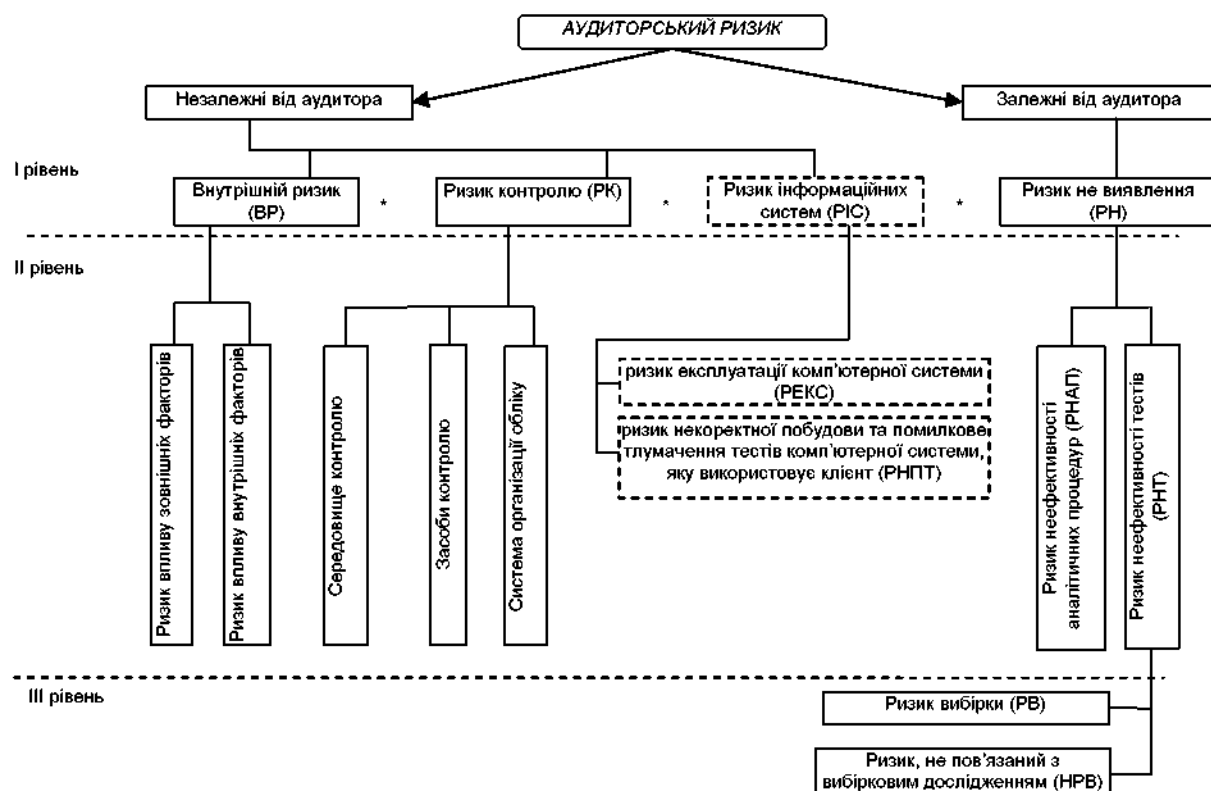 АУДИТОРСЬКИЙ РИЗИК
Незалежні від аудитора
Залежні від аудитора
І рівень
Внутрішній ризик
(ВР)
*
Ризик контролю (РК)
*
Ризик інформаційних
систем (РІС)
*
Ризик не виявлення
(РН)
ІІ рівень
Ризик впливу зовнішніх факторів
Ризик впливу внутрішніх факторів
Середовище контролю
Засоби контролю
Система організації обліку
ризик експлуатації комп'ютерної системи
(РЕКС)
ризик некоректної побудови та помилкове
тлумачення тестів комп'ютерної системи,
яку використовує клієнт (РНПТ)
Ризик неефективності
аналітичних процедур (РНАП)
Ризик неефективності тестів
(РНТ)
ІІІ рівень
Ризик вибірки (РВ)
Ризик, не пов'язаний з
вибірковим дослідженням (НРВ)